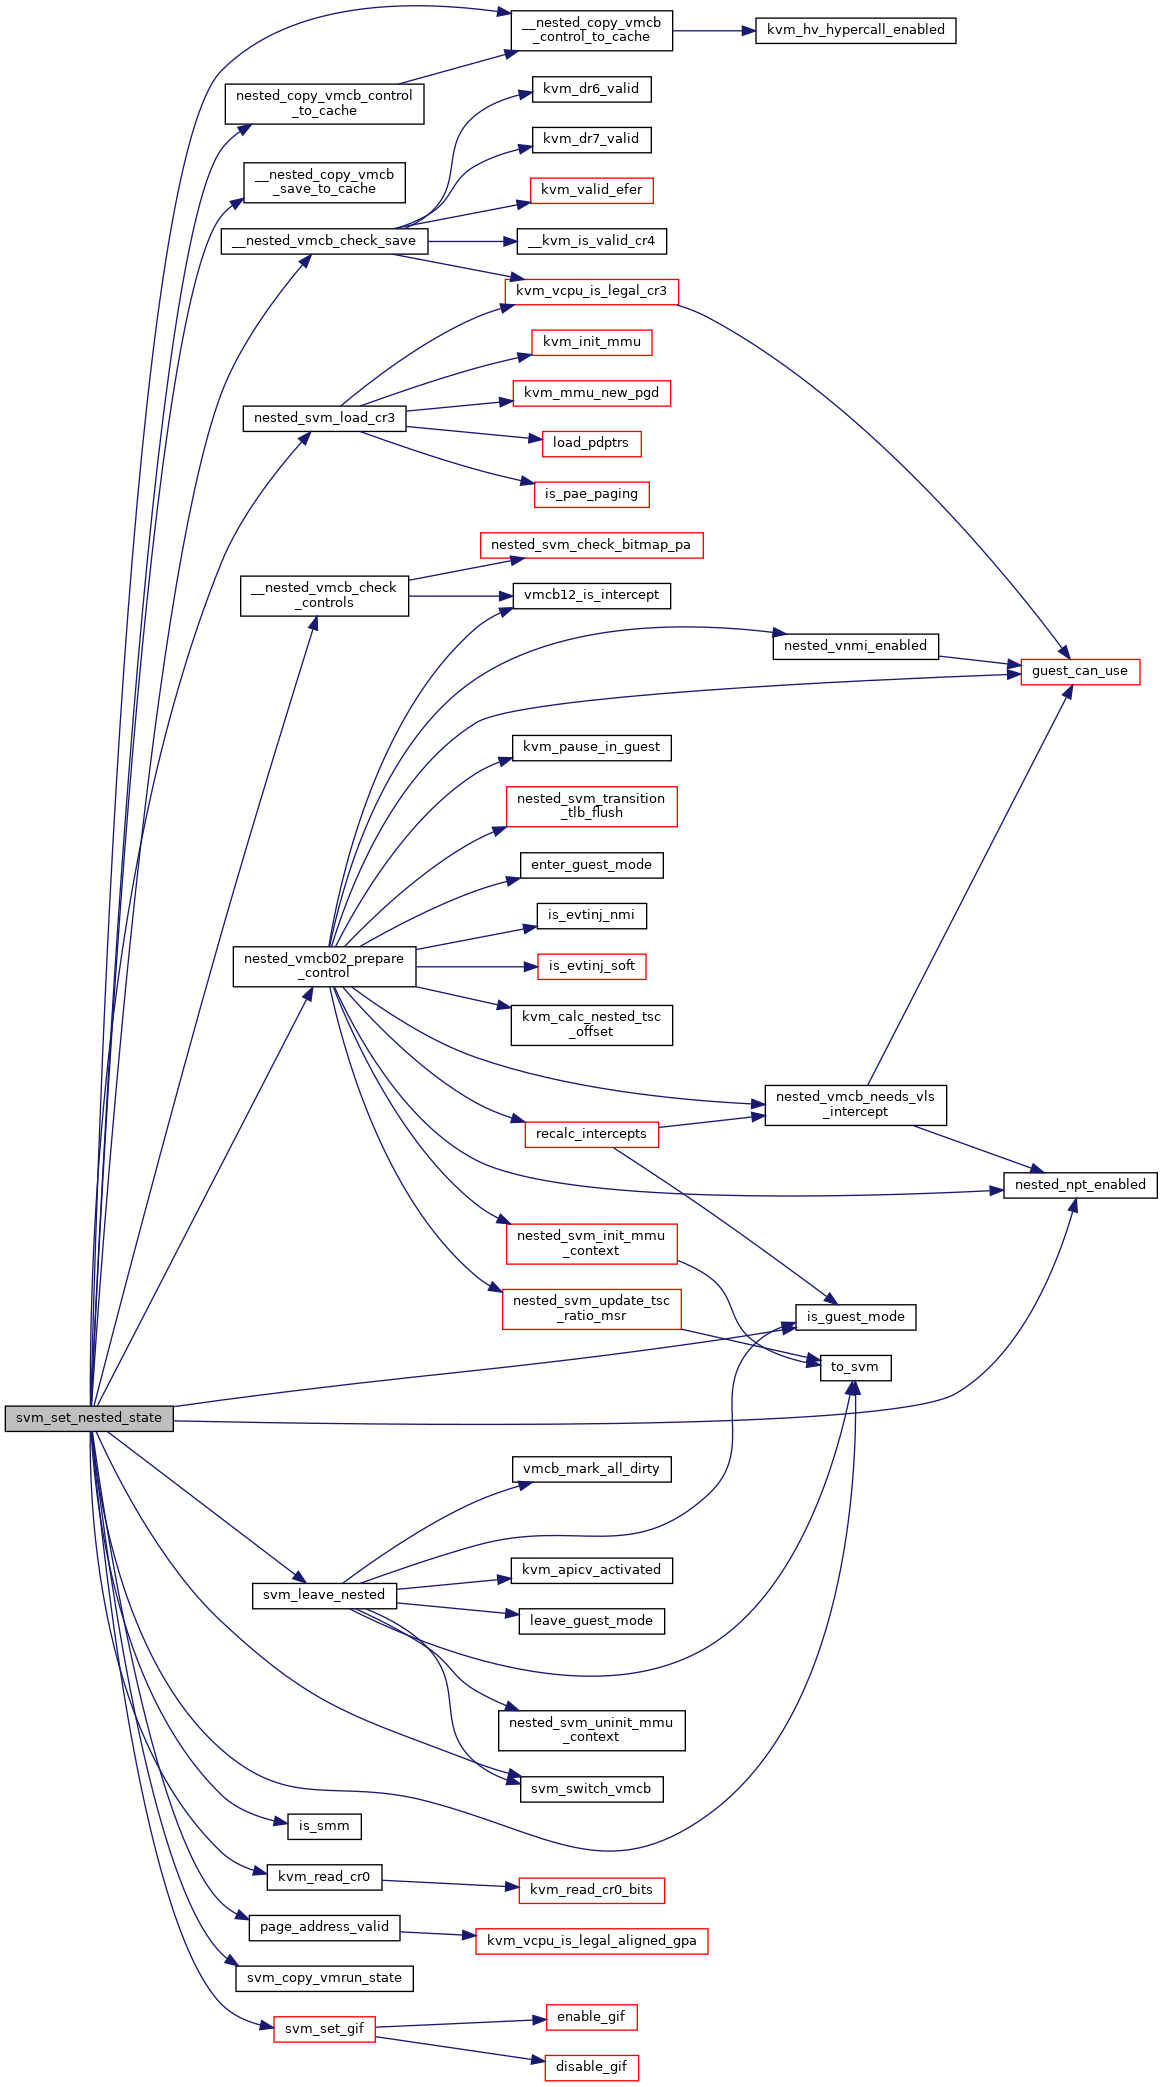 __nested_copy_vmcb
_control_to_cache
kvm_hv_hypercall_enabled
kvm_dr6_valid
nested_copy_vmcb_control
_to_cache
kvm_dr7_valid
__nested_copy_vmcb
_save_to_cache
kvm_valid_efer
__nested_vmcb_check_save
__kvm_is_valid_cr4
kvm_vcpu_is_legal_cr3
kvm_init_mmu
kvm_mmu_new_pgd
nested_svm_load_cr3
load_pdptrs
is_pae_paging
nested_svm_check_bitmap_pa
__nested_vmcb_check
_controls
vmcb12_is_intercept
nested_vnmi_enabled
guest_can_use
kvm_pause_in_guest
nested_svm_transition
_tlb_flush
enter_guest_mode
is_evtinj_nmi
nested_vmcb02_prepare
_control
is_evtinj_soft
kvm_calc_nested_tsc
_offset
nested_vmcb_needs_vls
_intercept
recalc_intercepts
nested_npt_enabled
nested_svm_init_mmu
_context
nested_svm_update_tsc
_ratio_msr
is_guest_mode
to_svm
svm_set_nested_state
vmcb_mark_all_dirty
kvm_apicv_activated
svm_leave_nested
leave_guest_mode
nested_svm_uninit_mmu
_context
svm_switch_vmcb
is_smm
kvm_read_cr0
kvm_read_cr0_bits
page_address_valid
kvm_vcpu_is_legal_aligned_gpa
svm_copy_vmrun_state
enable_gif
svm_set_gif
disable_gif